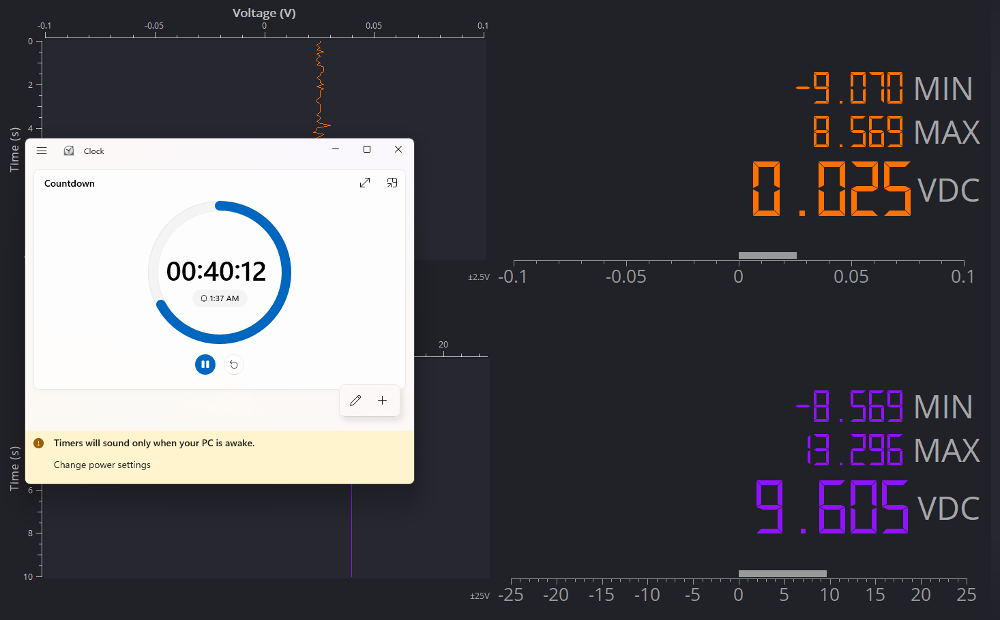 Voltage (V)
-0.1 -0.05 0 0.05 0.1
0
2
4
Time (s)
-9.070 MIN
8.569 MAX
0.025 VDC
±2.5V
-0.1 -0.05 0 0.05 0.1
Clock
Countdown
00:40:12
1:37 AM
Timers will sound only when your PC is awake.
Change power settings
20
Time (s)
6
8
10
-8.569 MIN
13.296 MAX
9.605 VDC
±25V
-25 -20 -15 -10 -5 0 5 10 15 20 25